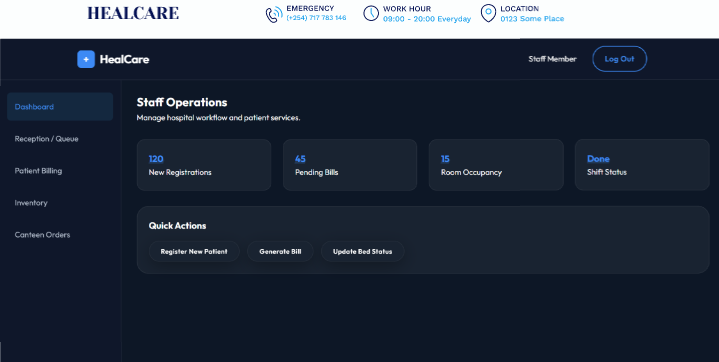 HEALCARE
EMERGENCY
(+254) 717 783 146
WORK HOUR
09:00 - 20:00 Everyday
LOCATION
0123 Some Place
HealCare
Staff Member
Log Out
Dashboard
Reception / Queue
Patient Billing
Inventory
Canteen Orders
Staff Operations
Manage hospital workflow and patient services.
120
New Registrations
45
Pending Bills
15
Room Occupancy
Done
Shift Status
Quick Actions
Register New Patient
Generate Bill
Update Bed Status